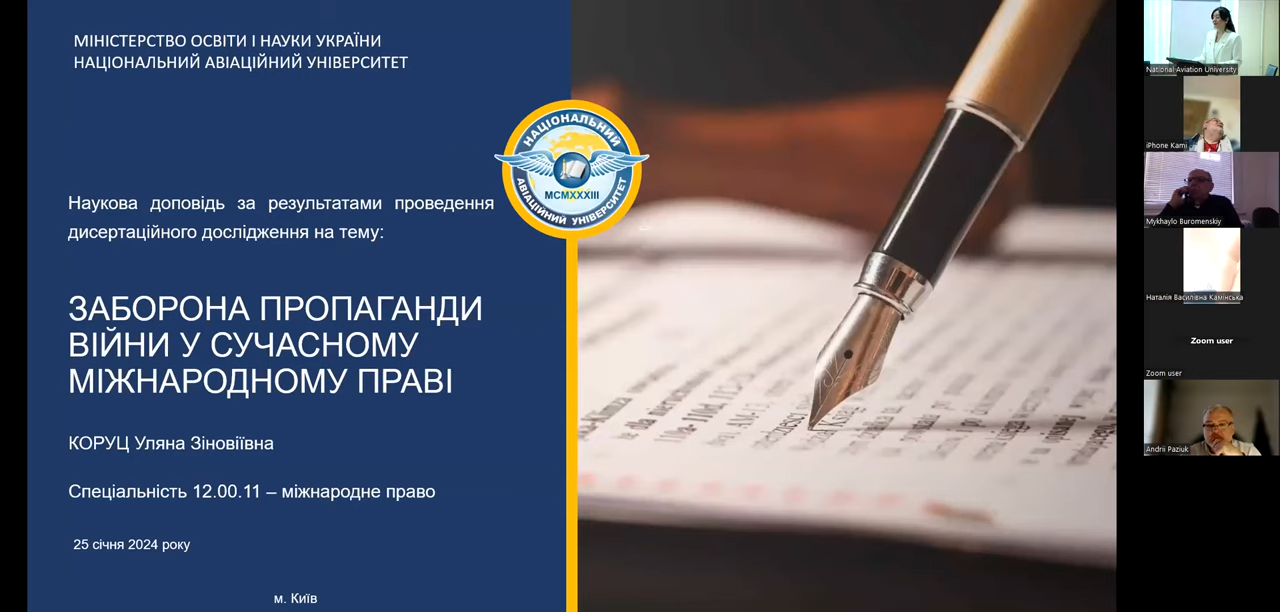 МІНІСТЕРСТВО ОСВІТИ І НАУКИ УКРАЇНИ
НАЦІОНАЛЬНИЙ АВІАЦІЙНИЙ УНІВЕРСИТЕТ
НАЦІОНАЛЬНИЙ
АВІАЦІЙНИЙ УНІВЕРСИТЕТ
MCMXXXIII
Наукова доповідь за результатами проведення
дисертаційного дослідження на тему:
ЗАБОРОНА ПРОПАГАНДИ
ВІЙНИ У СУЧАСНОМУ
МІЖНАРОДНОМУ ПРАВІ
КОРУЦ Уляна Зіновіївна
Спеціальність 12.00.11 – міжнародне право
25 січня 2024 року
м. Київ
National Aviation University
iPhone Kami
Mykhaylo Buromenskiy
Наталія Василівна Камінська
Zoom user
Zoom user
Andrii Paziuk